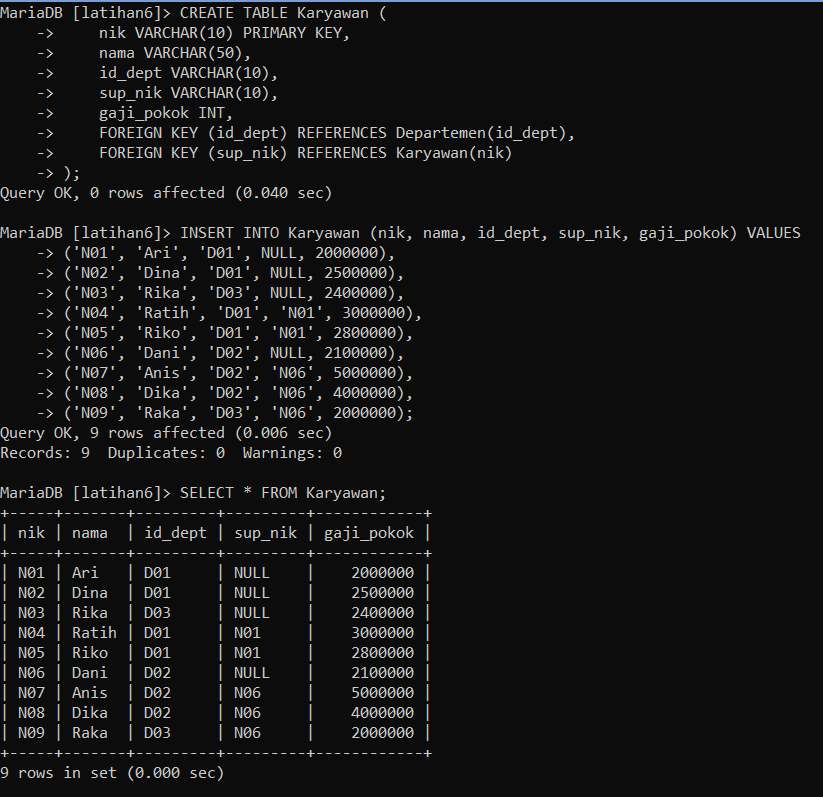 MariaDB [latihan6]> CREATE TABLE Karyawan (
    ->     nik VARCHAR(10) PRIMARY KEY,
    ->     nama VARCHAR(50),
    ->     id_dept VARCHAR(10),
    ->     sup_nik VARCHAR(10),
    ->     gaji_pokok INT,
    ->     FOREIGN KEY (id_dept) REFERENCES Departemen(id_dept),
    ->     FOREIGN KEY (sup_nik) REFERENCES Karyawan(nik)
    -> );
Query OK, 0 rows affected (0.040 sec)

MariaDB [latihan6]> INSERT INTO Karyawan (nik, nama, id_dept, sup_nik, gaji_pokok) VALUES
    -> ('N01', 'Ari', 'D01', NULL, 2000000),
    -> ('N02', 'Dina', 'D01', NULL, 2500000),
    -> ('N03', 'Rika', 'D03', NULL, 2400000),
    -> ('N04', 'Ratih', 'D01', 'N01', 3000000),
    -> ('N05', 'Riko', 'D01', 'N01', 2800000),
    -> ('N06', 'Dani', 'D02', NULL, 2100000),
    -> ('N07', 'Anis', 'D02', 'N06', 5000000),
    -> ('N08', 'Dika', 'D02', 'N06', 4000000),
    -> ('N09', 'Raka', 'D03', 'N06', 2000000);
Query OK, 9 rows affected (0.006 sec)
Records: 9  Duplicates: 0  Warnings: 0

MariaDB [latihan6]> SELECT * FROM Karyawan;
+-----+-------+---------+---------+------------+
| nik | nama  | id_dept | sup_nik | gaji_pokok |
+-----+-------+---------+---------+------------+
| N01 | Ari   | D01     | NULL    |    2000000 |
| N02 | Dina  | D01     | NULL    |    2500000 |
| N03 | Rika  | D03     | NULL    |    2400000 |
| N04 | Ratih | D01     | N01     |    3000000 |
| N05 | Riko  | D01     | N01     |    2800000 |
| N06 | Dani  | D02     | NULL    |    2100000 |
| N07 | Anis  | D02     | N06     |    5000000 |
| N08 | Dika  | D02     | N06     |    4000000 |
| N09 | Raka  | D03     | N06     |    2000000 |
+-----+-------+---------+---------+------------+
9 rows in set (0.000 sec)